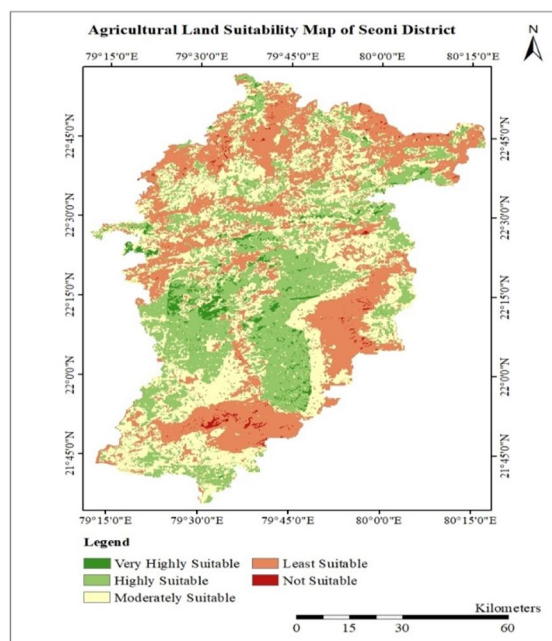 Agricultural Land Suitability Map of Seoni District
N
79°15'0"E 79°30'0"E 79°45'0"E 80°0'0"E 80°15'0"E
22°45'0"N 22°45'0"N
22°30'0"N 22°30'0"N
22°15'0"N 22°15'0"N
22°0'0"N 22°0'0"N
21°45'0"N 21°45'0"N
79°15'0"E 79°30'0"E 79°45'0"E 80°0'0"E 80°15'0"E
Legend
Very Highly Suitable Least Suitable
Highly Suitable Not Suitable
Moderately Suitable
Kilometers
0 15 30 60